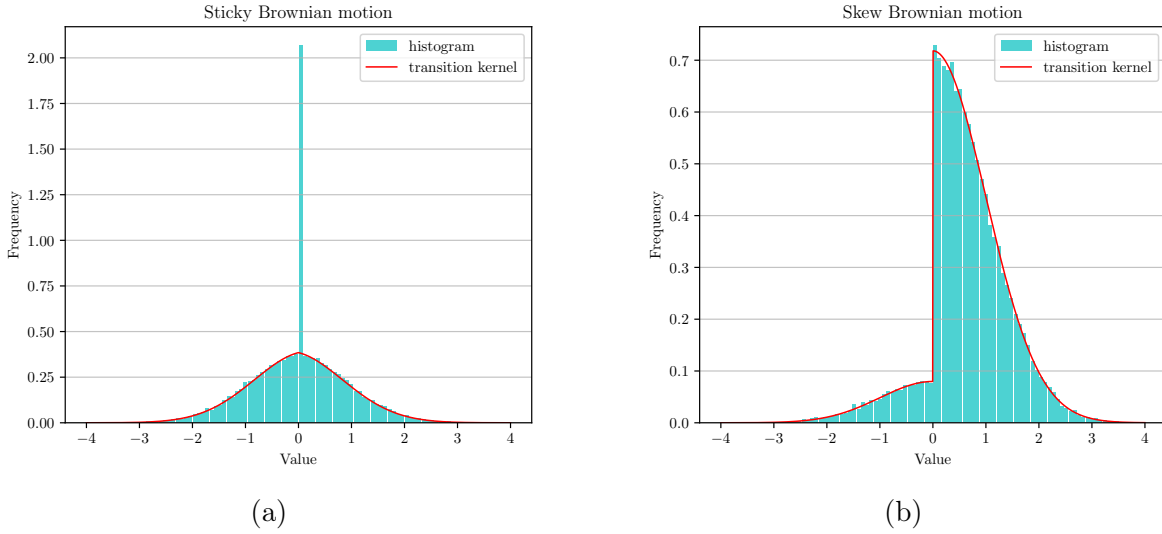 Sticky Brownian motion
histogram
transition kernel
2.00
1.75
1.50
1.25
1.00
0.75
0.50
0.25
0.00
Frequency
−4
−3
−2
−1
0
1
2
3
4
Value
(a)
Skew Brownian motion
histogram
transition kernel
0.7
0.6
0.5
0.4
0.3
0.2
0.1
0.0
Frequency
−4
−3
−2
−1
0
1
2
3
4
Value
(b)